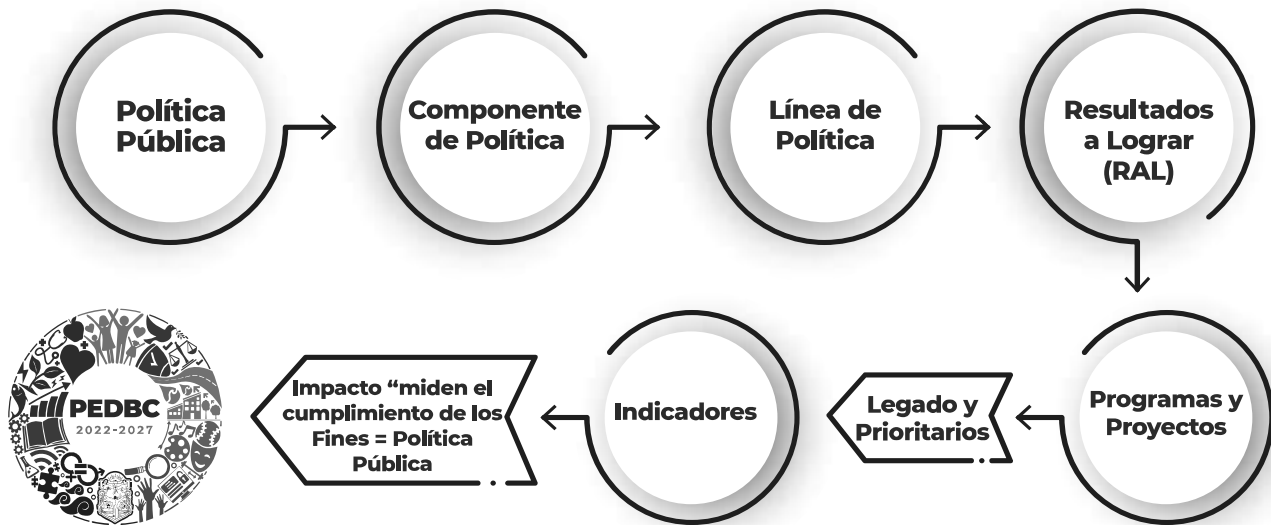 Política
Pública
Componente
de Política
Línea de
Política
Resultados
a Lograr
(RAL)
Programas y
Proyectos
Legado y
Prioritarios
Indicadores
Impacto “miden el
cumplimiento de los
Fines = Política
Pública
PEDBC
2022-2027